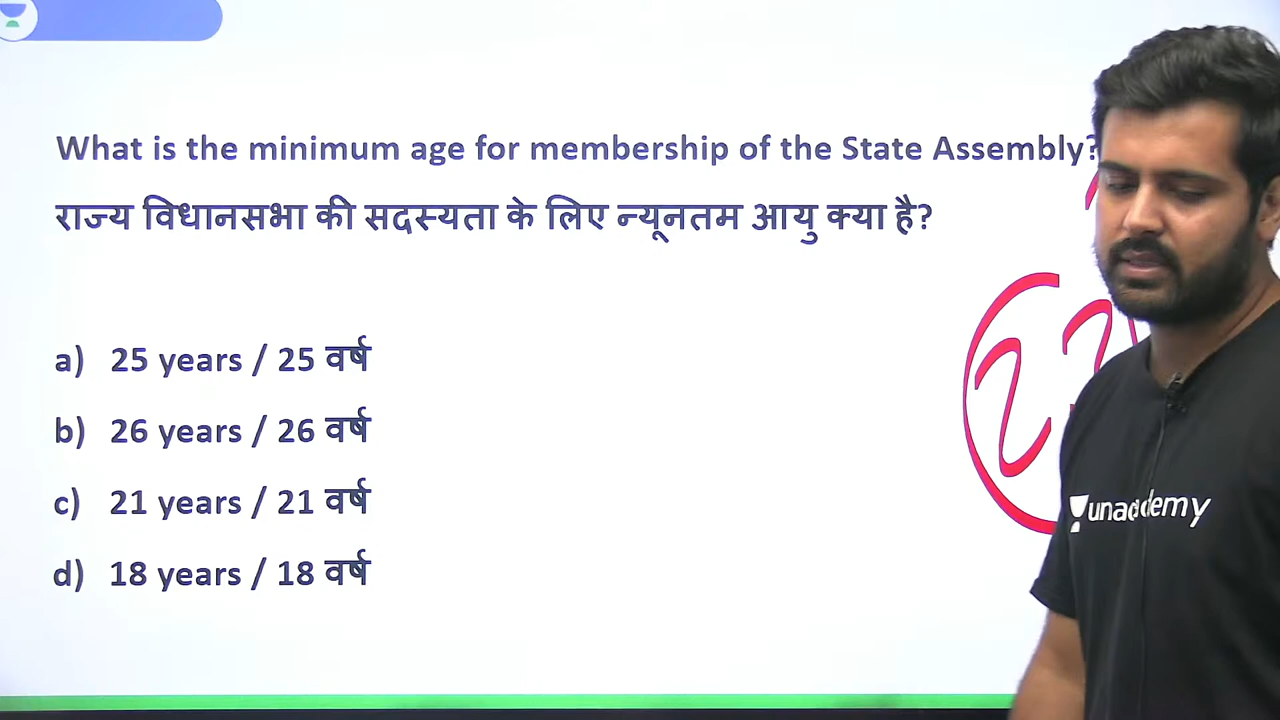 What is the minimum age for membership of the State Assembly?
राज्य विधानसभा की सदस्यता के लिए न्यूनतम आयु क्या है?
a) 25 years / 25 वर्ष
b) 26 years / 26 वर्ष
c) 21 years / 21 वर्ष
d) 18 years / 18 वर्ष
unacademy